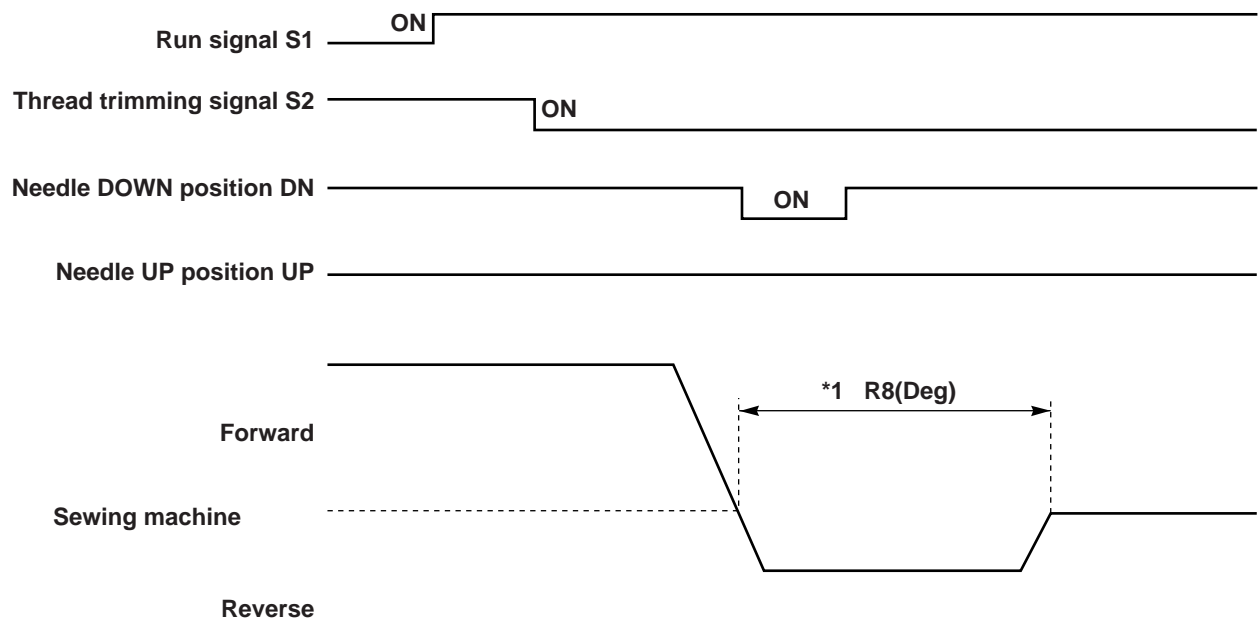 ON
Run signal S1
Thread trimming signal S2
ON
Needle DOWN position DN
ON
Needle UP position UP
*1 R8(Deg)
Forward
Sewing machine
Reverse